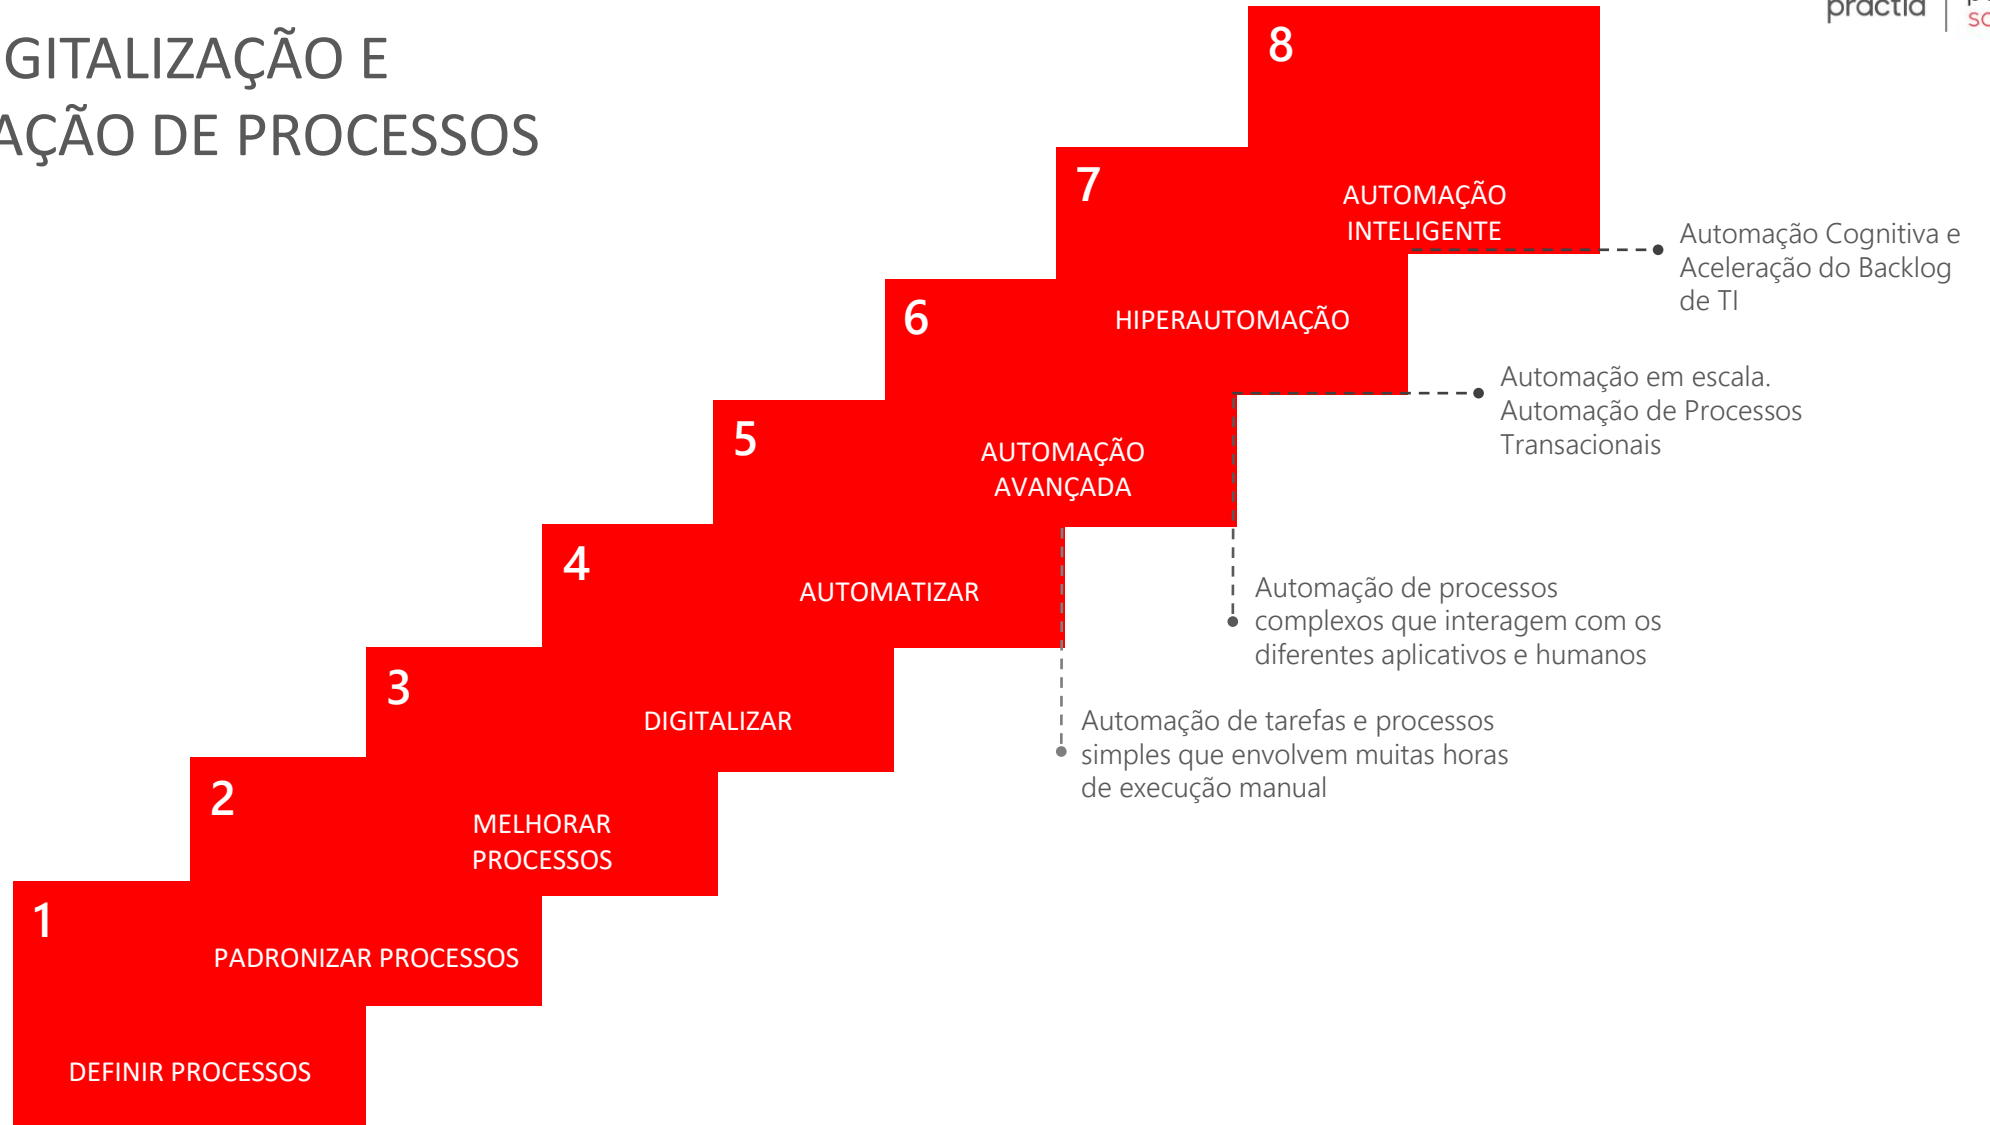 GITALIZAÇÃO E
AÇÃO DE PROCESSOS
practia
8
AUTOMAÇÃO
INTELIGENTE
Automação Cognitiva e
Aceleração do Backlog
de TI
7
HIPERAUTOMAÇÃO
Automação em escala.
Automação de Processos
Transacionais
6
AUTOMAÇÃO
AVANÇADA
Automação de processos
complexos que interagem com os
diferentes aplicativos e humanos
5
AUTOMATIZAR
Automação de tarefas e processos
simples que envolvem muitas horas
de execução manual
4
DIGITALIZAR
3
MELHORAR
PROCESSOS
2
PADRONIZAR PROCESSOS
1
DEFINIR PROCESSOS